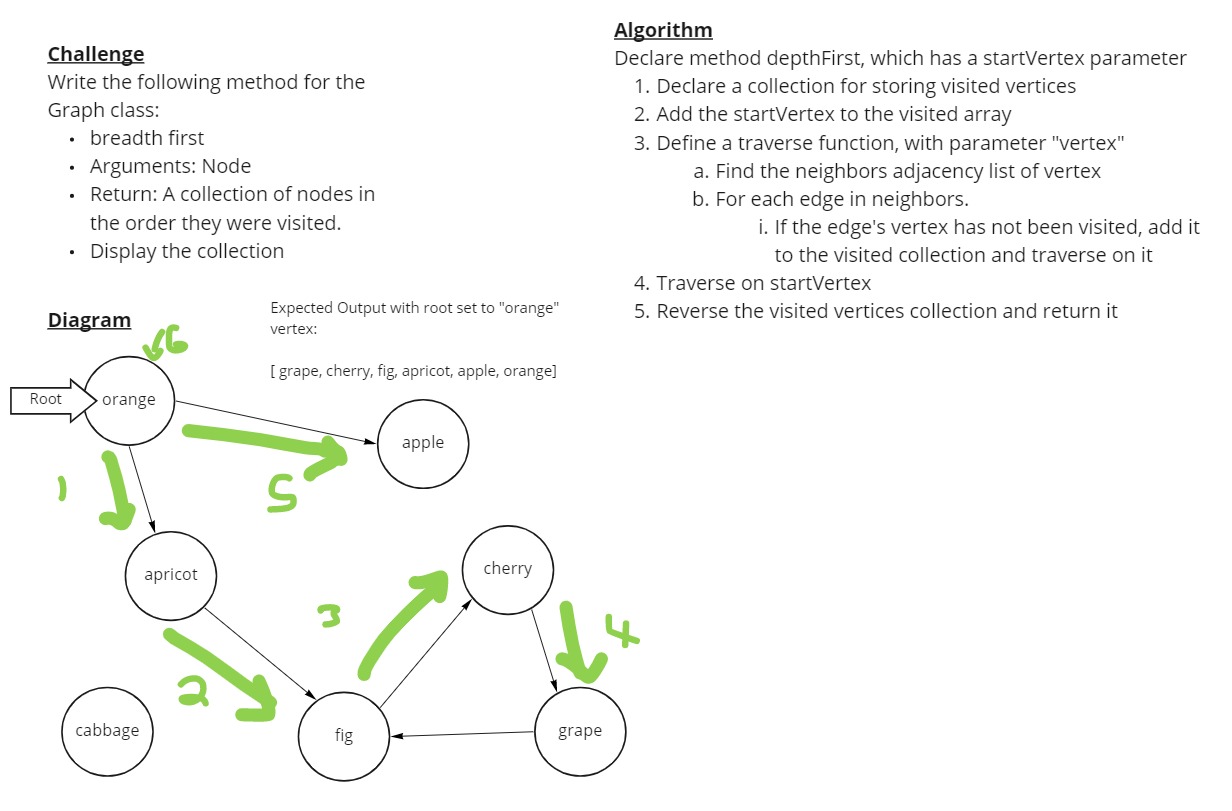 Challenge
Write the following method for the
Graph class:
• breadth first
• Arguments: Node
• Return: A collection of nodes in
the order they were visited.
• Display the collection
Algorithm
Declare method depthFirst, which has a startVertex parameter
1. Declare a collection for storing visited vertices
2. Add the startVertex to the visited array
3. Define a traverse function, with parameter "vertex"
a. Find the neighbors adjacency list of vertex
b. For each edge in neighbors.
i. If the edge's vertex has not been visited, add it
to the visited collection and traverse on it
4. Traverse on startVertex
5. Reverse the visited vertices collection and return it
Diagram
Expected Output with root set to "orange"
vertex:
[ grape, cherry, fig, apricot, apple, orange]
6
Root
orange
apple
1
5
apricot
cherry
3
4
2
cabbage
fig
grape